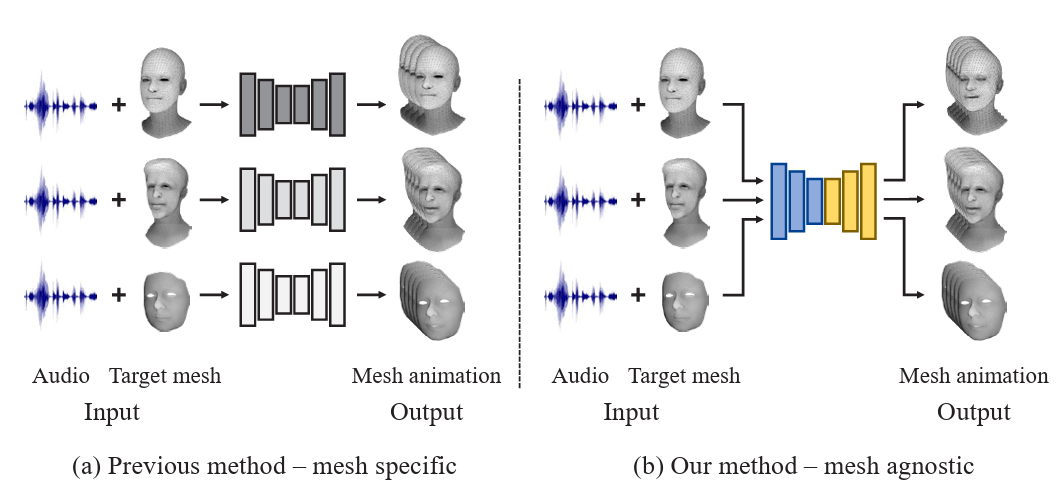 Audio Target mesh Mesh animation
Input Output
(a) Previous method – mesh specific
Audio Target mesh Mesh animation
Input Output
(b) Our method – mesh agnostic